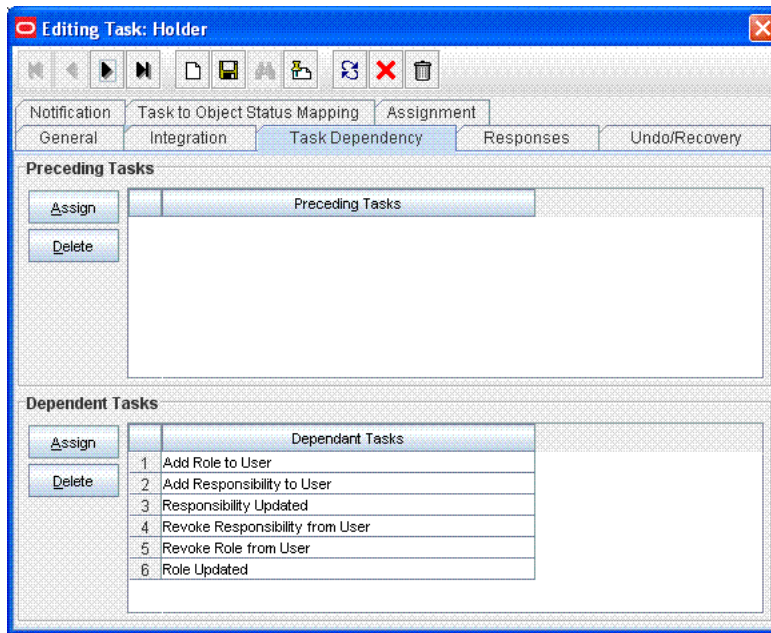 Editing Task: Holder
Notification Task to Object Status Mapping Assignment
General Integration Task Dependency Responses Undo/Recovery
Preceding Tasks
Assign Preceding Tasks
Delete
Dependent Tasks
Assign Dependant Tasks
1 Add Role to User
Delete 2 Add Responsibility to User
3 Responsibility Updated
4 Revoke Responsibility from User
5 Revoke Role from User
6 Role Updated